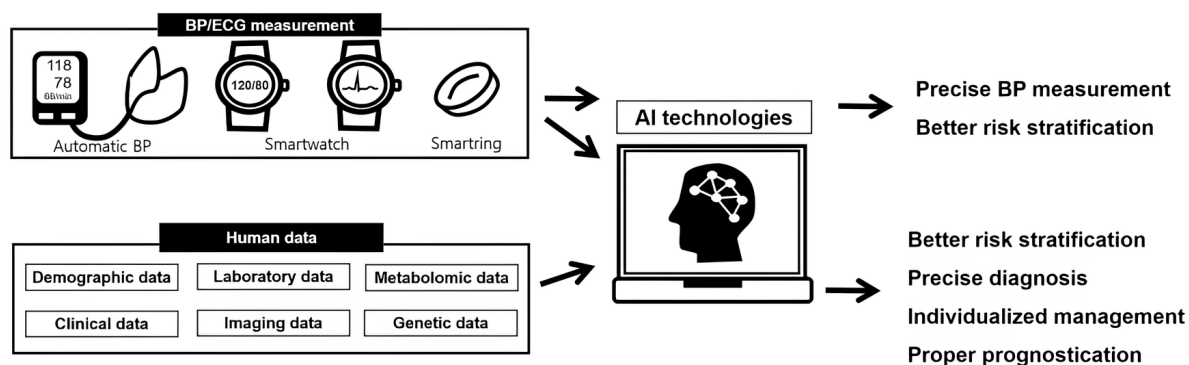 BP/ECG measurement
118
78
68/min
120/80
Automatic BP
Smartwatch
Smartring
Human data
Demographic data
Laboratory data
Metabolomic data
Clinical data
Imaging data
Genetic data
AI technologies
Precise BP measurement
Better risk stratification
Better risk stratification
Precise diagnosis
Individualized management
Proper prognostication